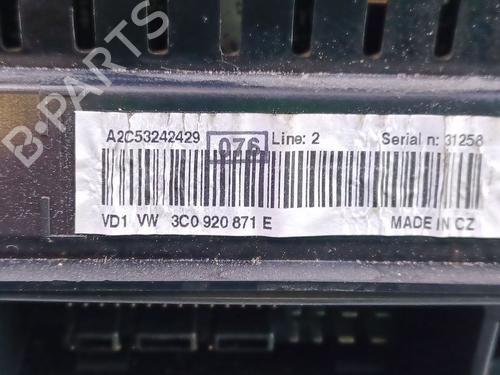 B-PARTS
A2C53242429 076 Line: 2 Serial n: 31258
VD1 VW 3C0 920 871 E MADE IN CZ